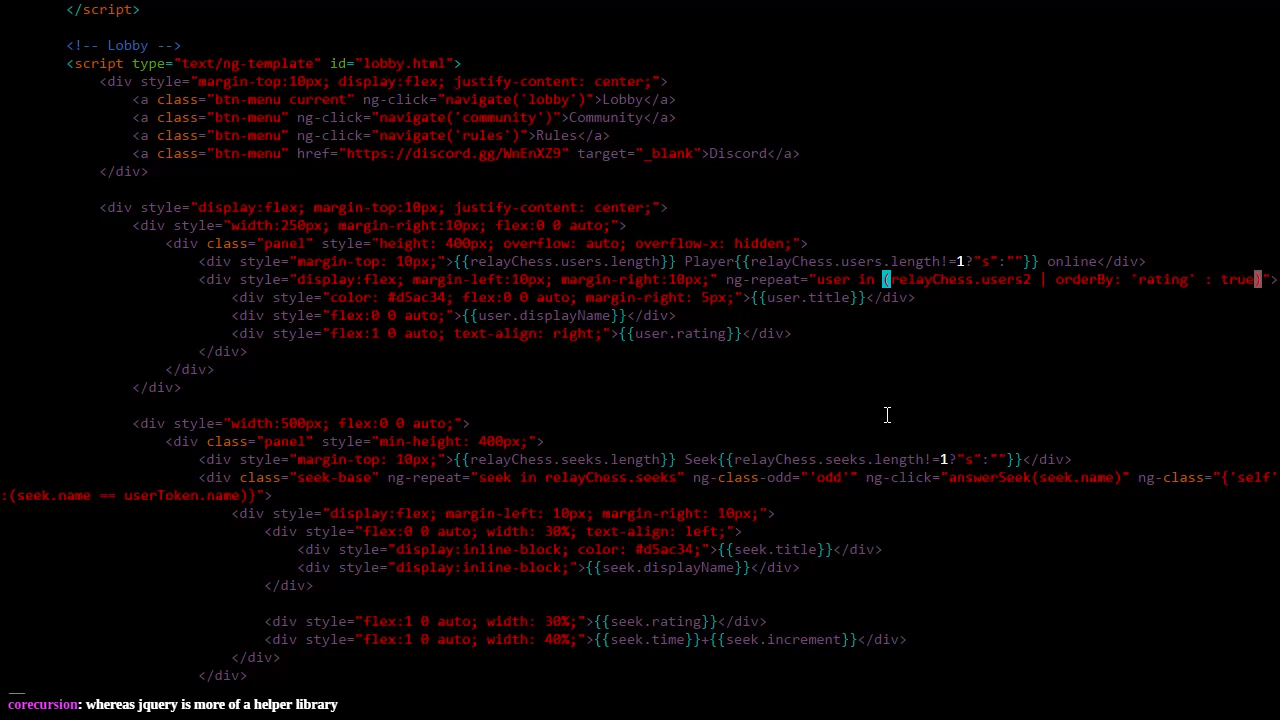 </script>
<!-- Lobby -->
<script type="text/ng-template" id="lobby.html">
<div style="margin-top:10px; display:flex; justify-content: center;">
<a class="btn-menu current" ng-click="navigate('lobby')">Lobby</a>
<a class="btn-menu" ng-click="navigate('community')">Community</a>
<a class="btn-menu" ng-click="navigate('rules')">Rules</a>
<a class="btn-menu" href="https://discord.gg/WnEnXZ9" target="_blank">Discord</a>
</div>
<div style="display:flex; margin-top:10px; justify-content: center;">
<div style="width:250px; margin-right:10px; flex:0 0 auto;">
<div class="panel" style="height: 400px; overflow: auto; overflow-x: hidden;">
<div style="margin-top: 10px;">{{relayChess.users.length}} Player{{relayChess.users.length!=1?"s":""}} online</div>
<div style="display:flex; margin-left:10px; margin-right:10px;" ng-repeat="user in (relayChess.users2 | orderBy: 'rating' : true)">
<div style="color: #d5ac34; flex:0 0 auto; margin-right: 5px;">{{user.title}}</div>
<div style="flex:0 0 auto;">{{user.displayName}}</div>
<div style="flex:1 0 auto; text-align: right;">{{user.rating}}</div>
</div>
</div>
</div>
<div style="width:500px; flex:0 0 auto;">
<div class="panel" style="min-height: 400px;">
<div style="margin-top: 10px;">{{relayChess.seeks.length}} Seek{{relayChess.seeks.length!=1?"s":""}}</div>
<div class="seek-base" ng-repeat="seek in relayChess.seeks" ng-class-odd="'odd'" ng-click="answerSeek(seek.name)" ng-class="{'self'
:(seek.name == userToken.name)}">
<div style="display:flex; margin-left: 10px; margin-right: 10px;">
<div style="flex:0 0 auto; width: 30%; text-align: left;">
<div style="display:inline-block; color: #d5ac34;">{{seek.title}}</div>
<div style="display:inline-block;">{{seek.displayName}}</div>
</div>
<div style="flex:1 0 auto; width: 30%;">{{seek.rating}}</div>
<div style="flex:1 0 auto; width: 40%;">{{seek.time}}+{{seek.increment}}</div>
</div>
</div>
corecursion: whereas jquery is more of a helper library